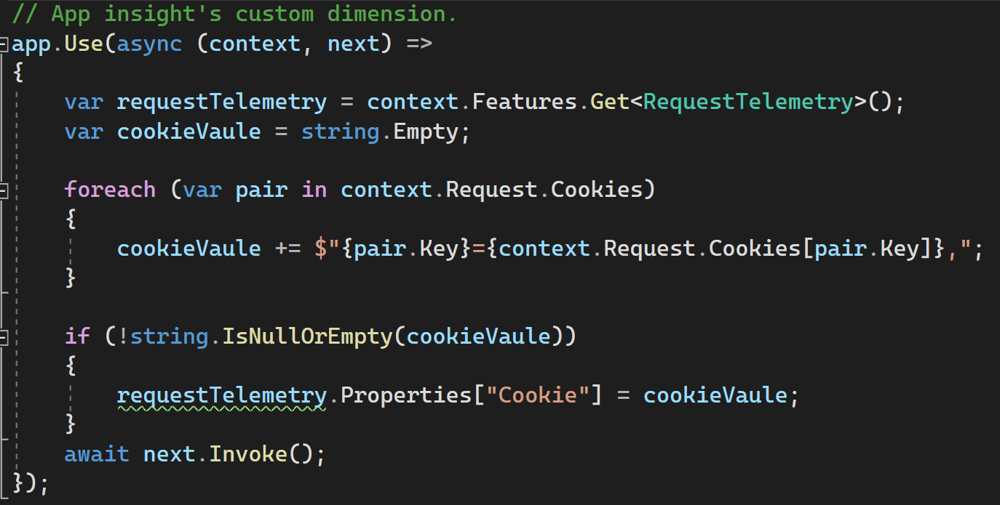 // App insight's custom dimension.
app.Use(async (context, next) =>
{
    var requestTelemetry = context.Features.Get<RequestTelemetry>();
    var cookieVaule = string.Empty;

    foreach (var pair in context.Request.Cookies)
    {
        cookieVaule += $"{pair.Key}={context.Request.Cookies[pair.Key]},";
    }

    if (!string.IsNullOrEmpty(cookieVaule))
    {
        requestTelemetry.Properties["Cookie"] = cookieVaule;
    }
    await next.Invoke();
});